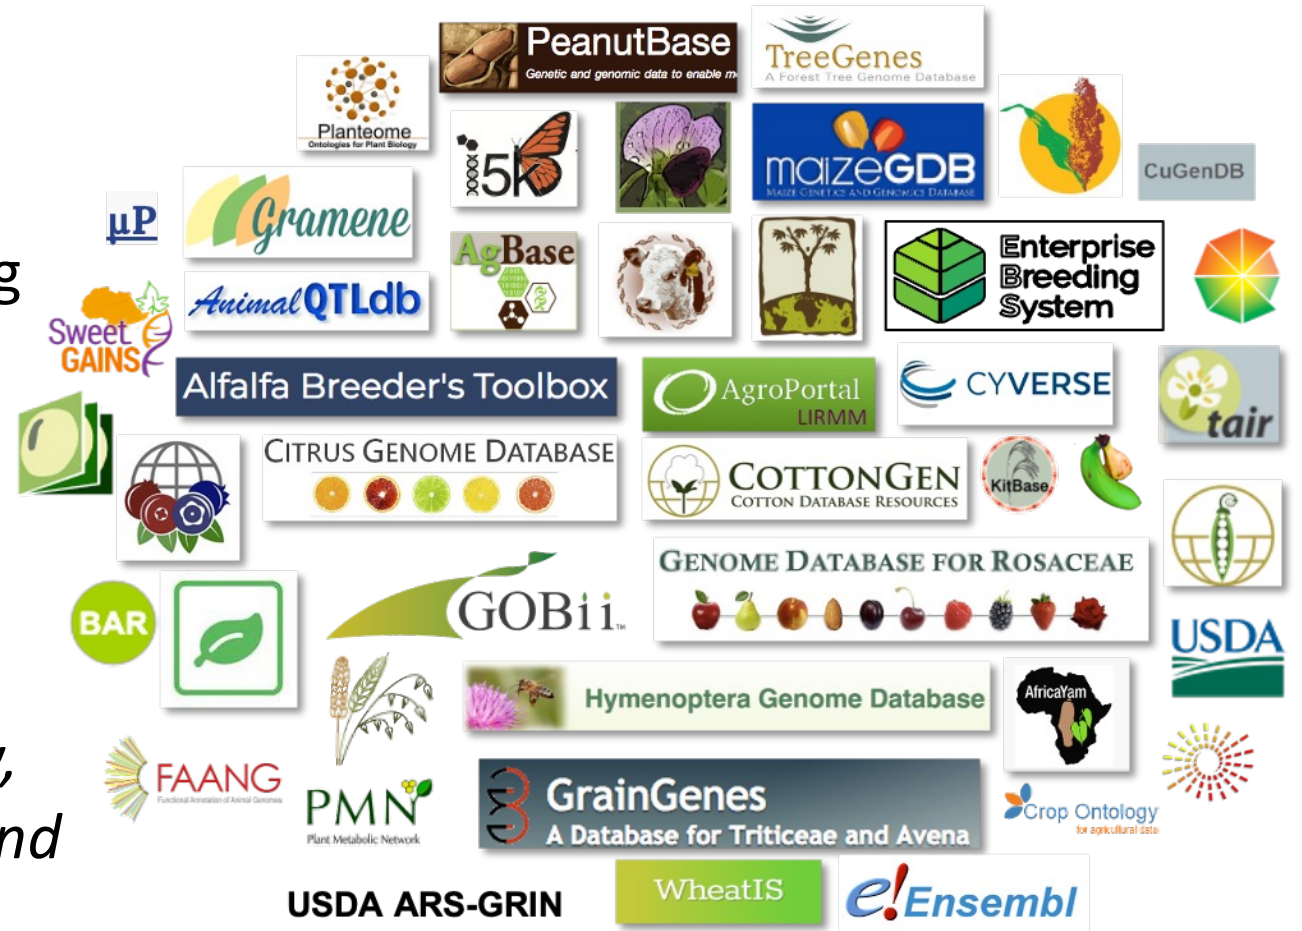 PeanutBase
Genetic and genomic data to enable m
TreeGenes
A Forest Tree Genome Database
Planteome
Ontologies for Plant Biology
i5k
maizeGDB
MAIZE GENETICS AND GENOMICS DATABASE
CuGenDB
µP
Gramene
AgBase
Enterprise
Breeding
System
g
Animal QTLdb
Sweet
GAINS
Alfalfa Breeder's Toolbox
AgroPortal
LIRMM
CYVERSE
tair
CITRUS GENOME DATABASE
COTTONGEN
COTTON DATABASE RESOURCES
KitBase
GENOME DATABASE FOR ROSACEAE
GOBii™
BAR
USDA
Hymenoptera Genome Database
AfricaYam
FAANG
Functional Annotation of Animal Genomes
PMN
Plant Metabolic Network
GrainGenes
A Database for Triticeae and Avena
Crop Ontology
for agricultural data
nd
USDA ARS-GRIN
WheatIS
e!Ensembl